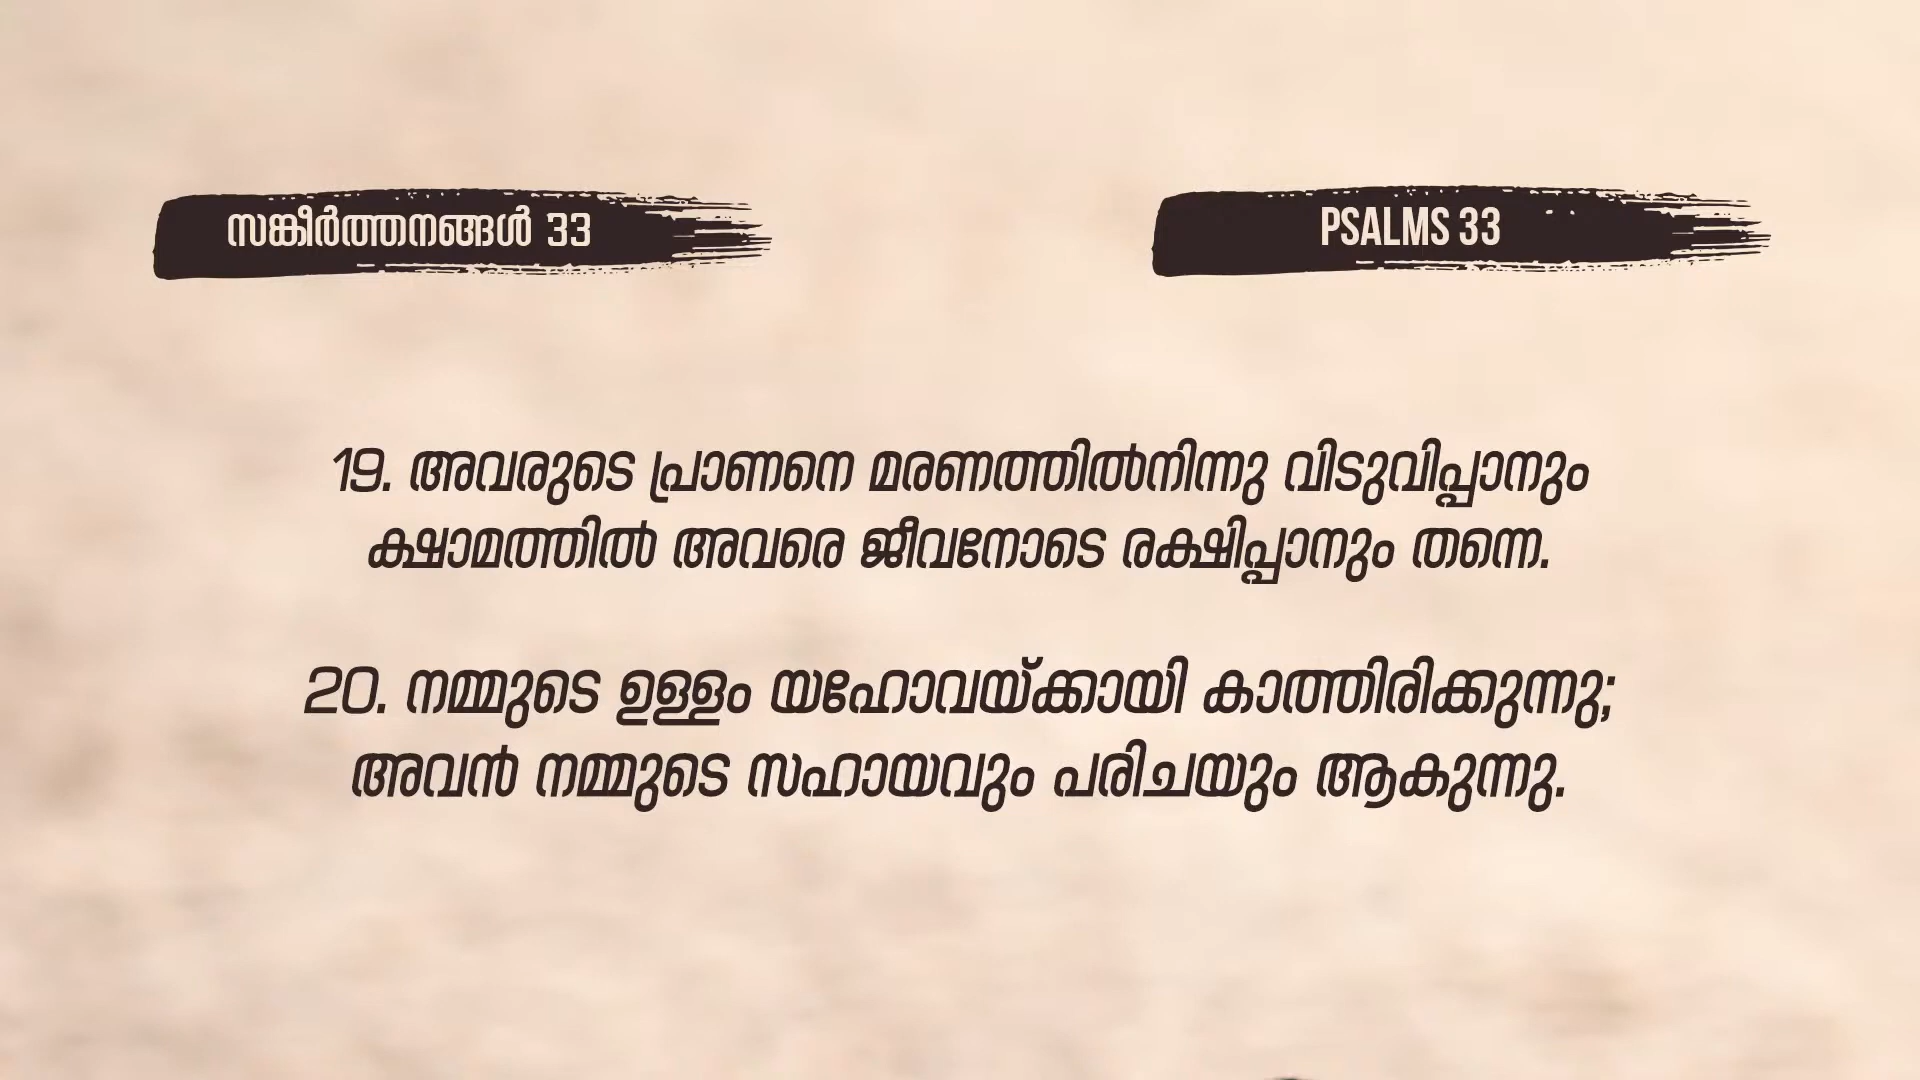 സങ്കീർത്തനങ്ങൾ 33
PSALMS 33
19. അവരുടെ പ്രാണനെ മരണത്തിൽനിന്നു വിടുവിപ്പാനും
ക്ഷാമത്തിൽ അവരെ ജീവനോടെ രക്ഷിപ്പാനും തന്നെ.
20. നമ്മുടെ ഉള്ളം യഹോവയ്ക്കായി കാത്തിരിക്കുന്നു;
അവൻ നമ്മുടെ സഹായവും പരിചയും ആകുന്നു.